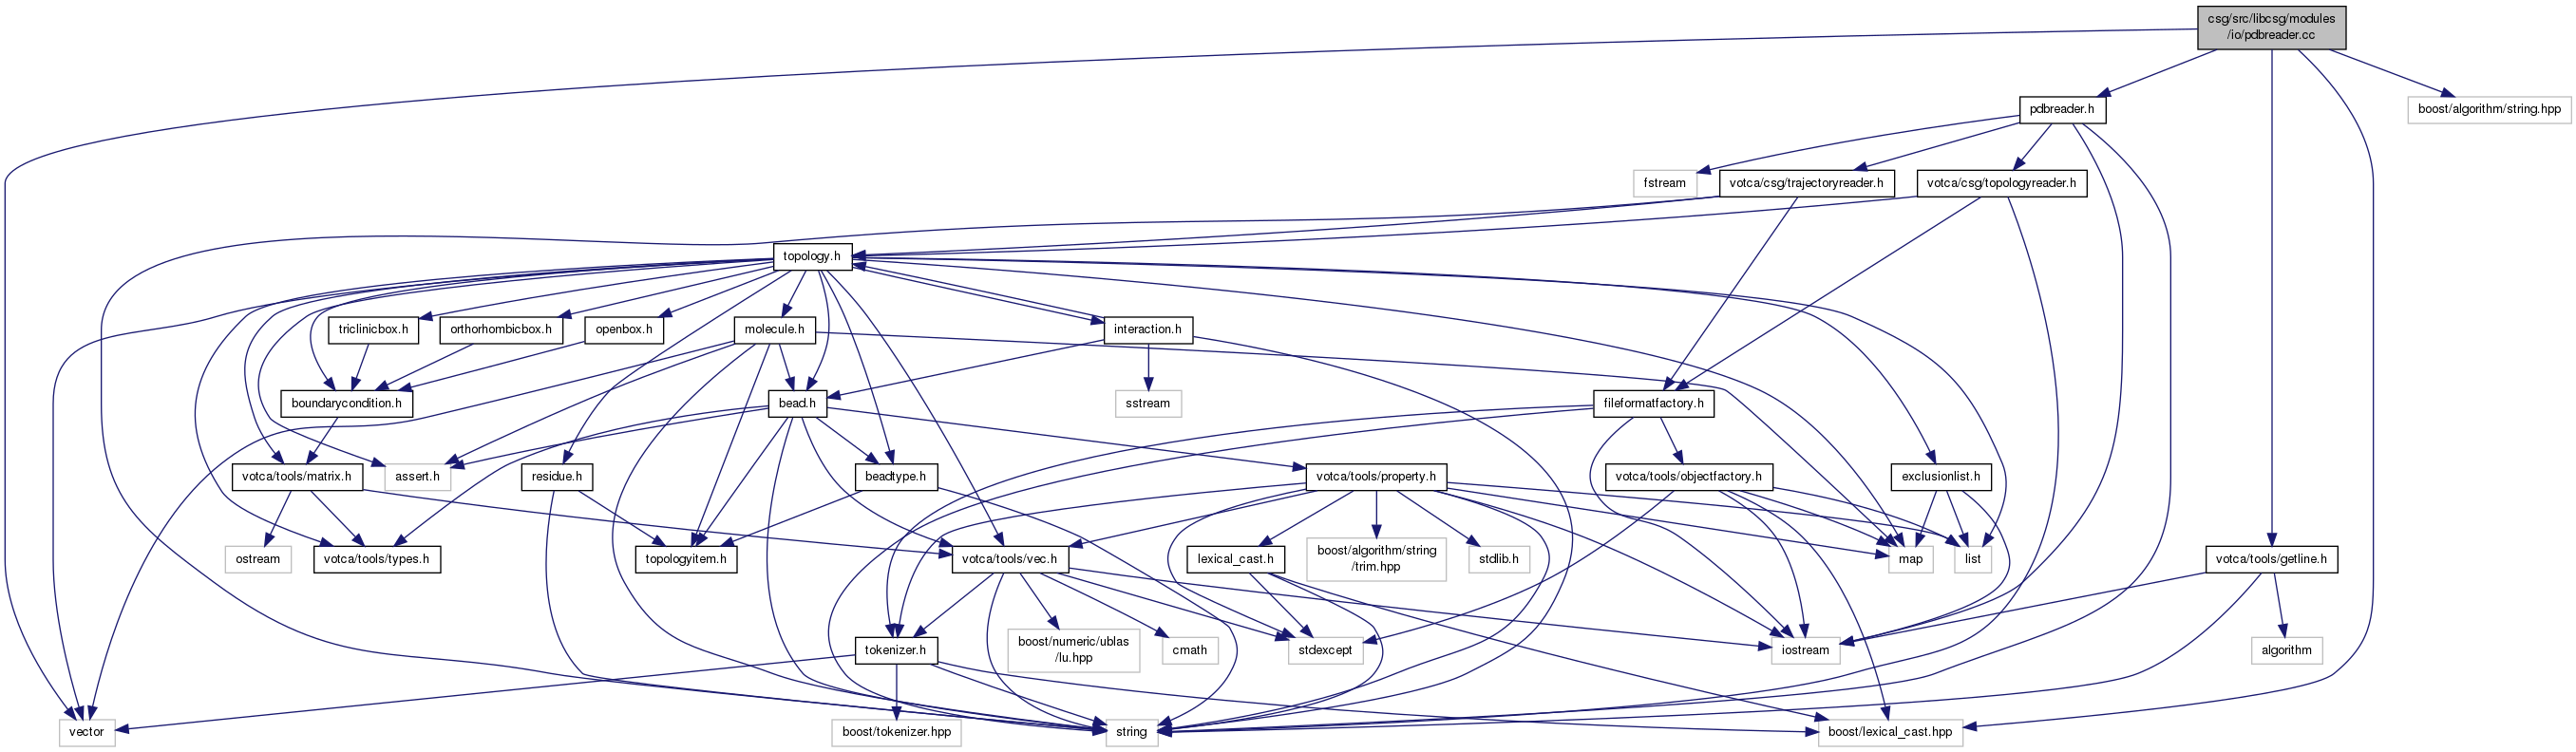 csg/src/libcsg/modules
/io/pdbreader.cc
pdbreader.h
boost/algorithm/string.hpp
fstream
votca/csg/trajectoryreader.h
votca/csg/topologyreader.h
topology.h
triclinicbox.h
orthorhombicbox.h
openbox.h
molecule.h
interaction.h
boundarycondition.h
bead.h
sstream
fileformatfactory.h
votca/tools/matrix.h
assert.h
residue.h
beadtype.h
votca/tools/property.h
votca/tools/objectfactory.h
exclusionlist.h
ostream
votca/tools/types.h
topologyitem.h
votca/tools/vec.h
lexical_cast.h
boost/algorithm/string
/trim.hpp
stdlib.h
map
list
votca/tools/getline.h
tokenizer.h
boost/numeric/ublas
/lu.hpp
cmath
stdexcept
iostream
algorithm
vector
boost/tokenizer.hpp
string
boost/lexical_cast.hpp